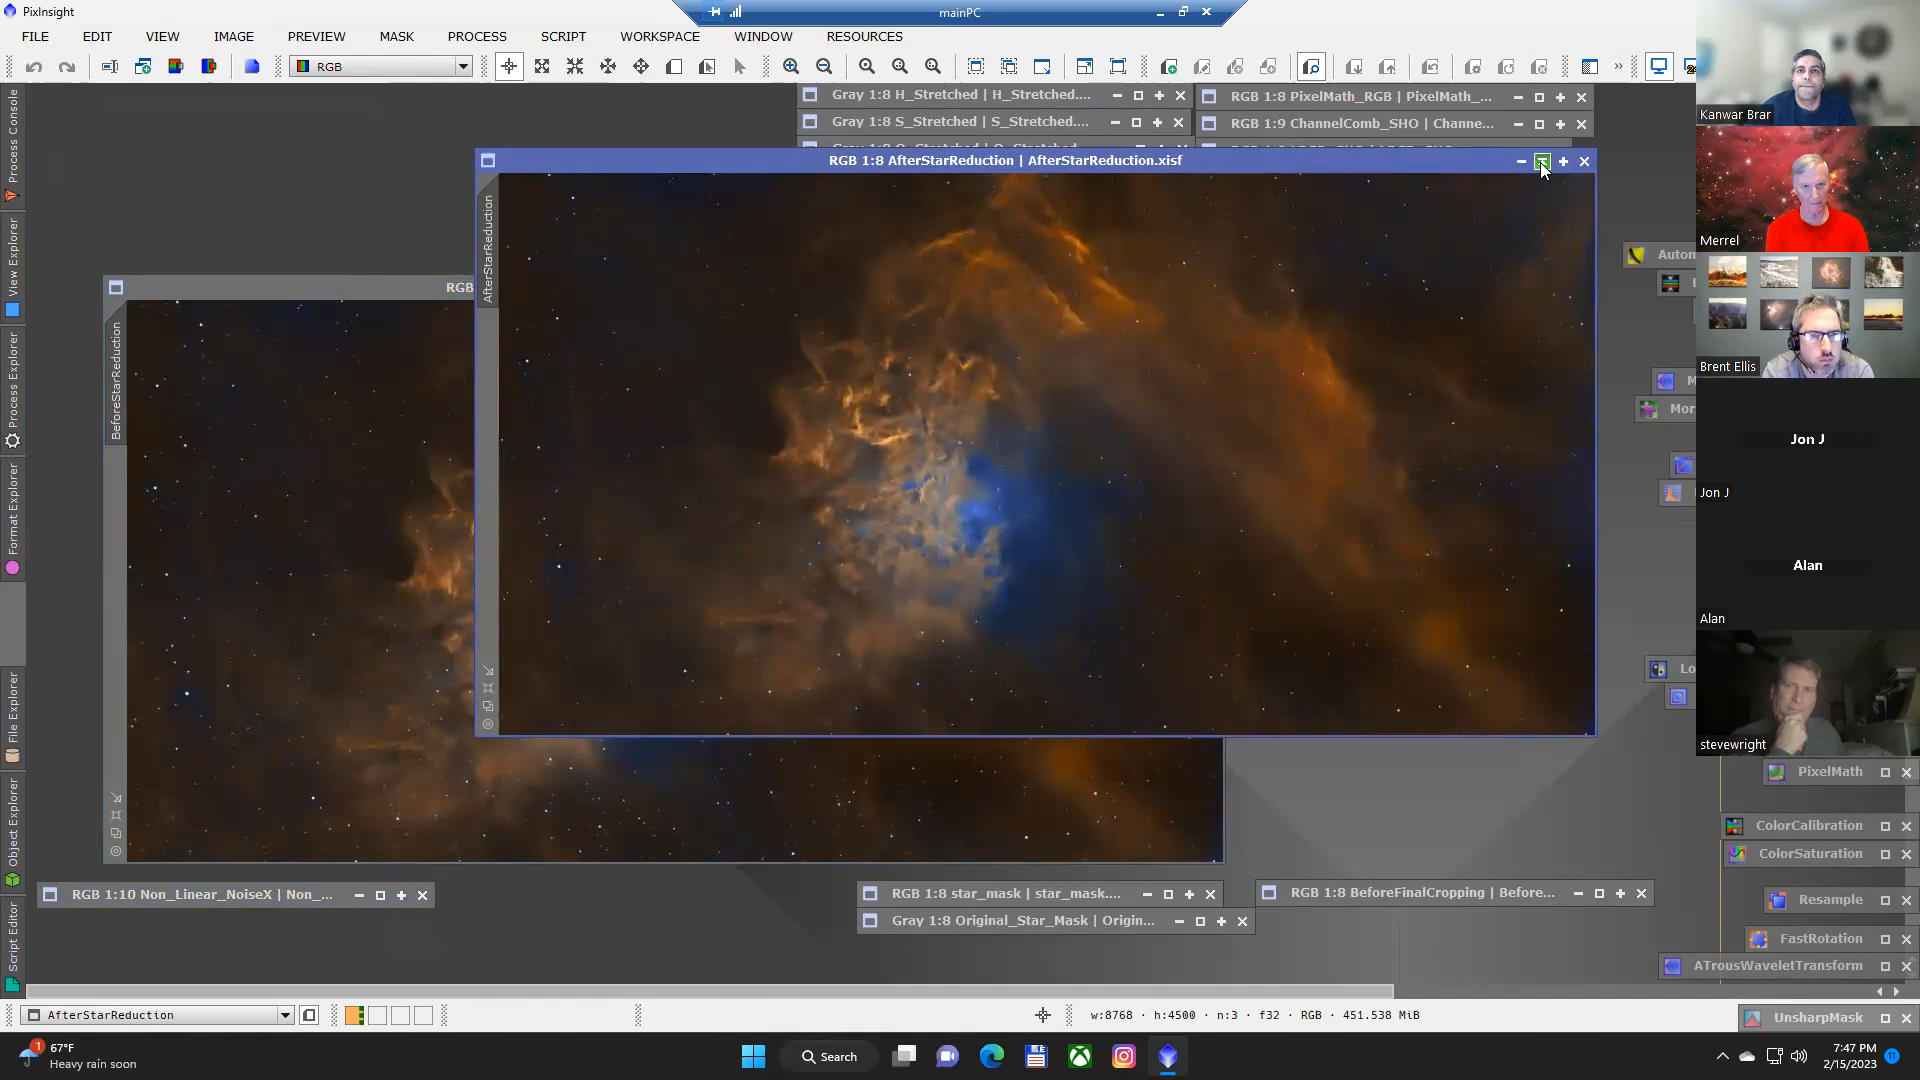 PixInsight
mainPC
FILE EDIT VIEW IMAGE PREVIEW MASK PROCESS SCRIPT WORKSPACE WINDOW RESOURCES
RGB
Gray 1:8 H_Stretched | H_Stretched....
RGB 1:8 PixelMath_RGB | PixelMath_...
Gray 1:8 S_Stretched | S_Stretched....
RGB 1:9 ChannelComb_SHO | Channe...
RGB 1:8 AfterStarReduction | AfterStarReduction.xisf
AfterStarReduction
RGB
BeforeStarReduction
Process Console
View Explorer
Process Explorer
Format Explorer
File Explorer
Object Explorer
Script Editor
Kanwar Brar
Merrel
Brent Ellis
Jon J
Jon J
Alan
Alan
stevewright
Auton
M
Mor
Lo
PixelMath
ColorCalibration
ColorSaturation
Resample
FastRotation
ATrousWaveletTransform
UnsharpMask
RGB 1:10 Non_Linear_NoiseX | Non_...
RGB 1:8 star_mask | star_mask....
RGB 1:8 BeforeFinalCropping | Before...
Gray 1:8 Original_Star_Mask | Origin...
AfterStarReduction
w:8768 · h:4500 · n:3 · f32 · RGB · 451.538 MiB
1
67°F
Heavy rain soon
Search
7:47 PM
2/15/2023
11